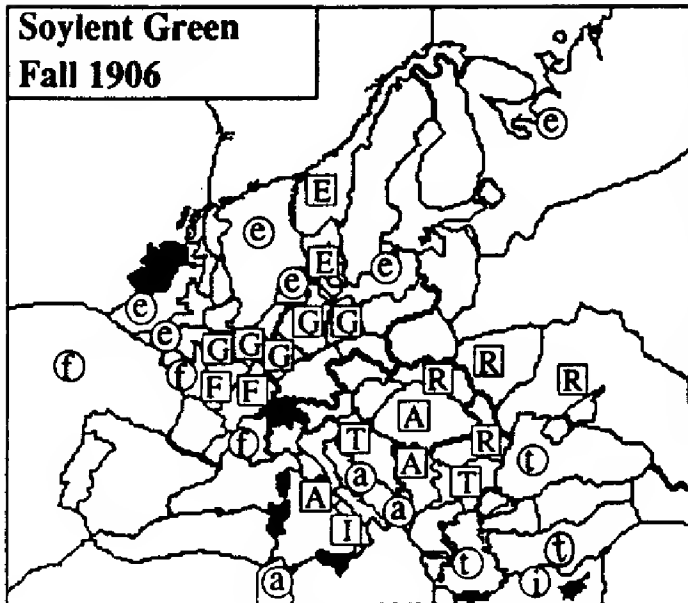 Soylent Green
Fall 1906
e
E
e
E e
e
e G G
e G G G
f f F F R R R
A
f T R
A t
a T
A a
I
t t
a i